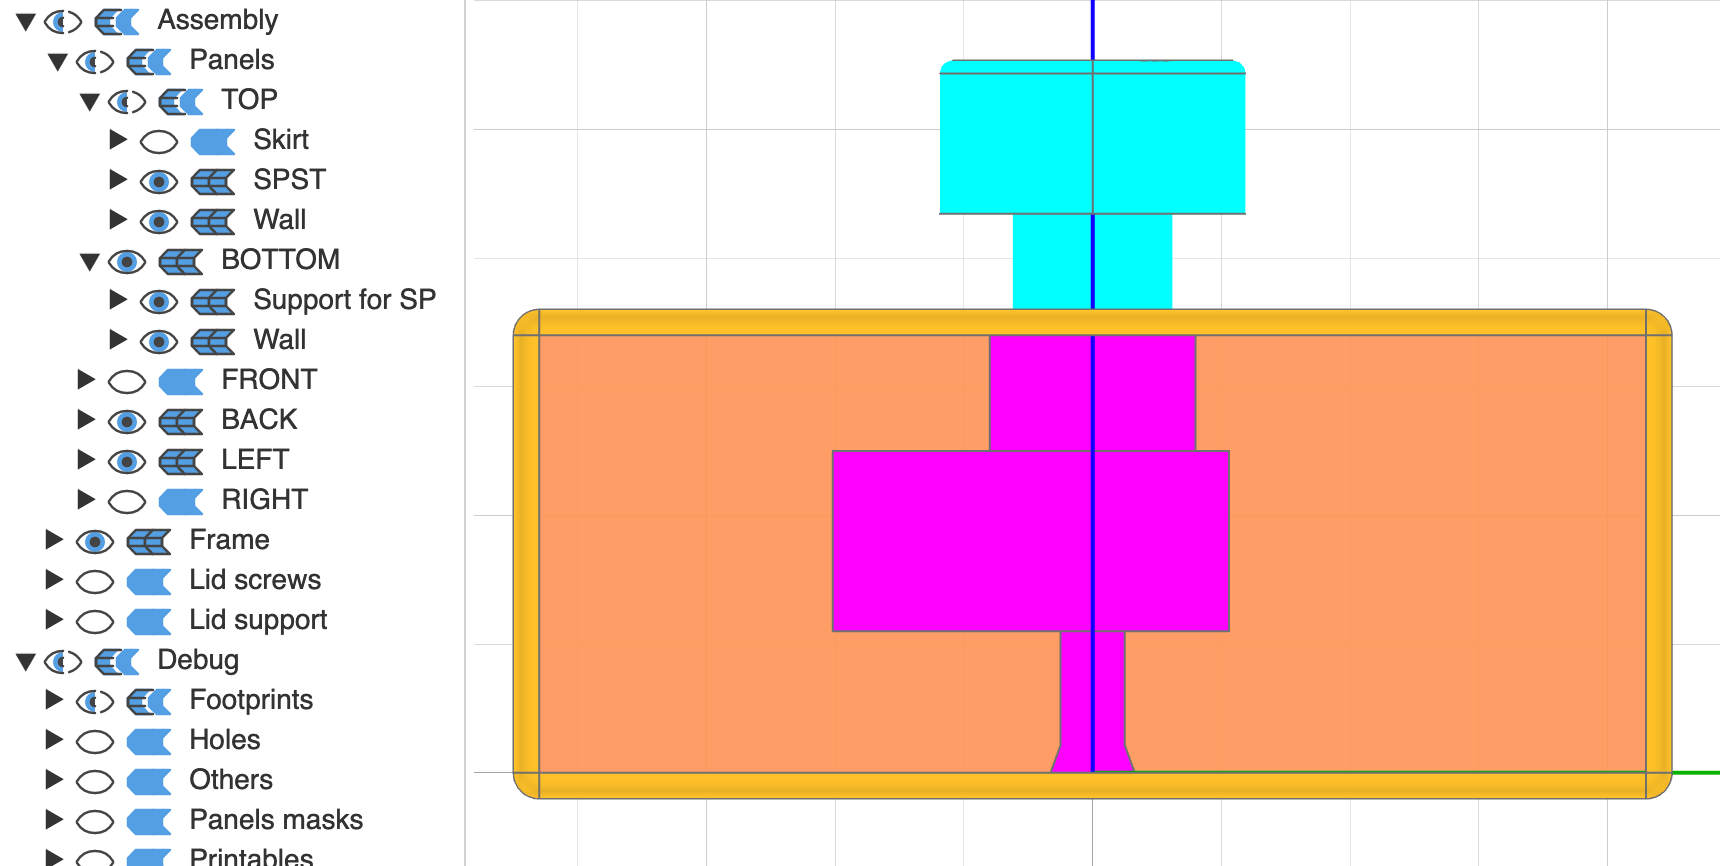 Assembly
Panels
TOP
Skirt
SPST
Wall
BOTTOM
Support for SP
Wall
FRONT
BACK
LEFT
RIGHT
Frame
Lid screws
Lid support
Debug
Footprints
Holes
Others
Panels masks
Printables